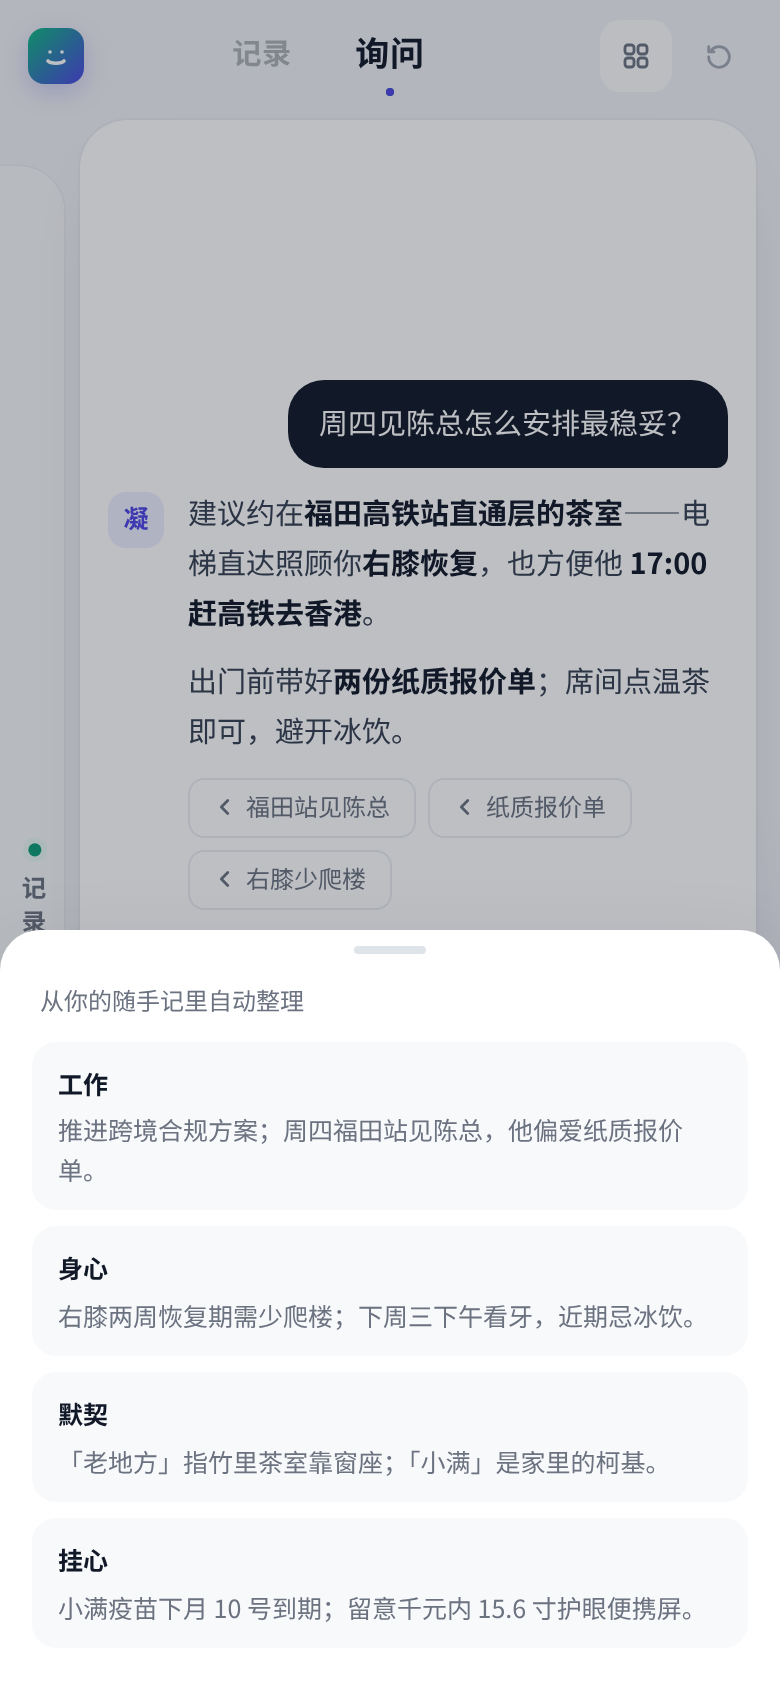 记录
询问
周四见陈总怎么安排最稳妥？
凝
建议约在福田高铁站直通层的茶室——电
梯直达照顾你右膝恢复，也方便他 17:00
赶高铁去香港。
出门前带好两份纸质报价单；席间点温茶
即可，避开冰饮。
福田站见陈总
纸质报价单
右膝少爬楼
记
录
从你的随手记里自动整理
工作
推进跨境合规方案；周四福田站见陈总，他偏爱纸质报价
单。
身心
右膝两周恢复期需少爬楼；下周三下午看牙，近期忌冰饮。
默契
「老地方」指竹里茶室靠窗座；「小满」是家里的柯基。
挂心
小满疫苗下月 10 号到期；留意千元内 15.6 寸护眼便携屏。